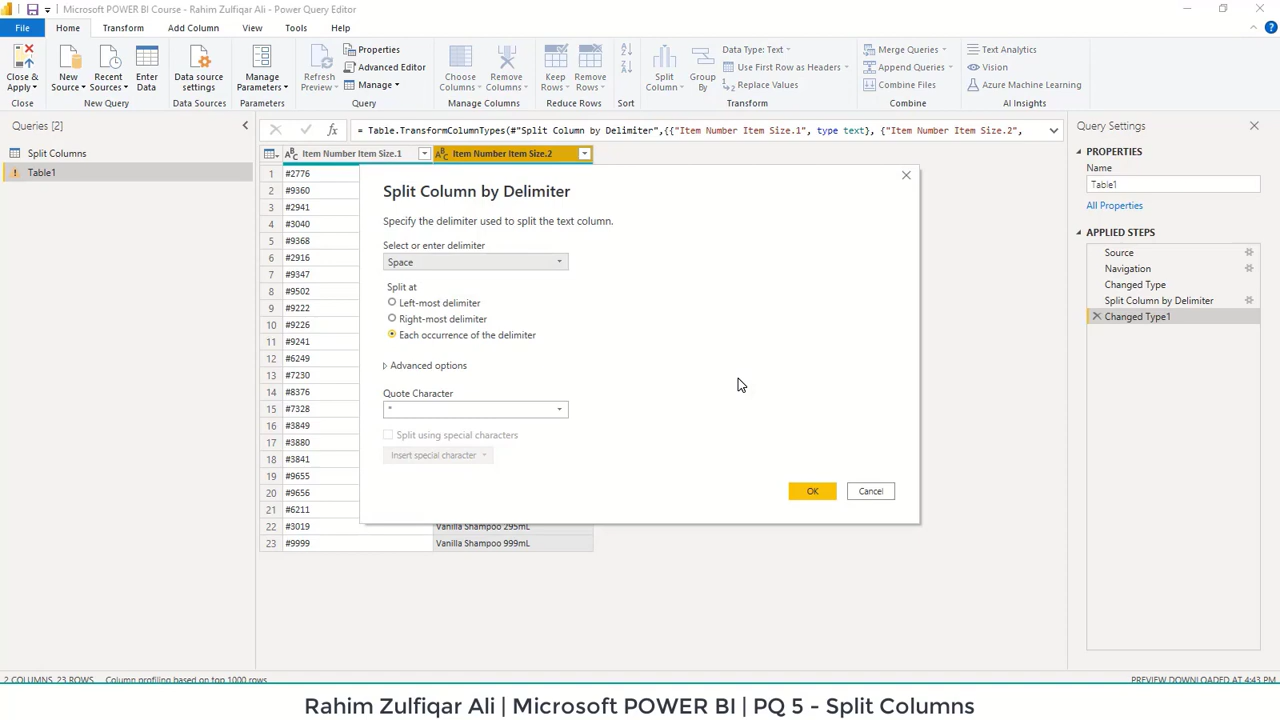 Microsoft POWER BI Course - Rahim Zulfiqar Ali - Power Query Editor
File Home Transform Add Column View Tools Help
Close & Apply
New Source
Recent Sources
Enter Data
Data source settings
Manage Parameters
Refresh Preview
Properties
Advanced Editor
Manage
Choose Columns
Remove Columns
Keep Rows
Remove Rows
Split Column
Group By
Data Type: Text
Use First Row as Headers
Replace Values
Merge Queries
Append Queries
Combine Files
Text Analytics
Vision
Azure Machine Learning
Close New Query Data Sources Parameters Query Manage Columns Reduce Rows Sort Transform Combine AI Insights
Queries [2]
Split Columns
Table1
= Table.TransformColumnTypes(#"Split Column by Delimiter",{{"Item Number Item Size.1", type text}, {"Item Number Item Size.2",
Item Number Item Size.1 Item Number Item Size.2
1 #2776
2 #9360
3 #2941
4 #3040
5 #9368
6 #2916
7 #9347
8 #9502
9 #9222
10 #9226
11 #9241
12 #6249
13 #7230
14 #8376
15 #7328
16 #3849
17 #3880
18 #3841
19 #9655
20 #9656
21 #6211
22 #3019 Vanilla Shampoo 295mL
23 #9999 Vanilla Shampoo 999mL
Split Column by Delimiter
Specify the delimiter used to split the text column.
Select or enter delimiter
Space
Split at
Left-most delimiter
Right-most delimiter
Each occurrence of the delimiter
Advanced options
Quote Character
"
Split using special characters
Insert special character
OK Cancel
Query Settings
PROPERTIES
Name
Table1
All Properties
APPLIED STEPS
Source
Navigation
Changed Type
Split Column by Delimiter
Changed Type1
2 COLUMNS, 23 ROWS Column profiling based on top 1000 rows PREVIEW DOWNLOADED AT 4:43 PM
Rahim Zulfiqar Ali | Microsoft POWER BI | PQ 5 - Split Columns